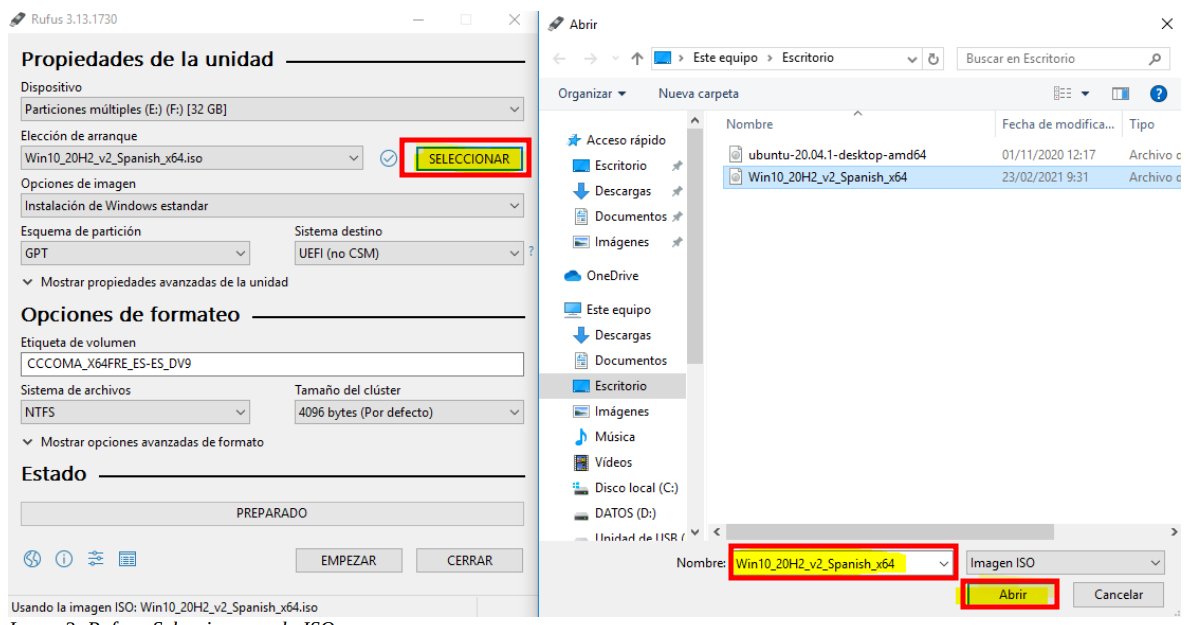 Rufus 3.13.1730
Propiedades de la unidad
Dispositivo
Particiones múltiples (E:) (F:) [32 GB]
Elección de arranque
Win10_20H2_v2_Spanish_x64.iso
SELECCIONAR
Opciones de imagen
Instalación de Windows estandar
Esquema de partición
Sistema destino
GPT
UEFI (no CSM)
?
Mostrar propiedades avanzadas de la unidad
Opciones de formateo
Etiqueta de volumen
CCCOMA_X64FRE_ES-ES_DV9
Sistema de archivos
Tamaño del clúster
NTFS
4096 bytes (Por defecto)
Mostrar opciones avanzadas de formato
Estado
PREPARADO
EMPEZAR
CERRAR
Usando la imagen ISO: Win10_20H2_v2_Spanish_x64.iso
Abrir
Este equipo > Escritorio
Buscar en Escritorio
Organizar
Nueva carpeta
?
Nombre
Fecha de modifica...
Tipo
ubuntu-20.04.1-desktop-amd64
01/11/2020 12:17
Archivo
Win10_20H2_v2_Spanish_x64
23/02/2021 9:31
Archivo
Acceso rápido
Escritorio
Descargas
Documentos
Imágenes
OneDrive
Este equipo
Descargas
Documentos
Escritorio
Imágenes
Música
Vídeos
Disco local (C:)
DATOS (D:)
Unidad de USB (
Nombre:
Win10_20H2_v2_Spanish_x64
Imagen ISO
Abrir
Cancelar